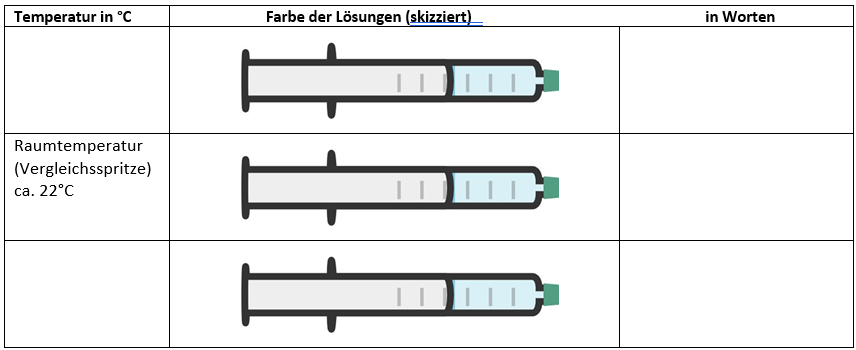 Temperatur in °C
Farbe der Lösungen (skizziert)
in Worten
Raumtemperatur
(Vergleichsspritze)
ca. 22°C